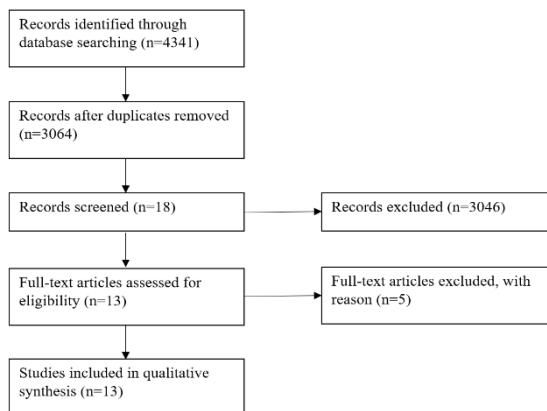 Records identified through
database searching (n=4341)
Records after duplicates removed
(n=3064)
Records screened (n=18)
Records excluded (n=3046)
Full-text articles assessed for
eligibility (n=13)
Full-text articles excluded, with
reason (n=5)
Studies included in qualitative
synthesis (n=13)